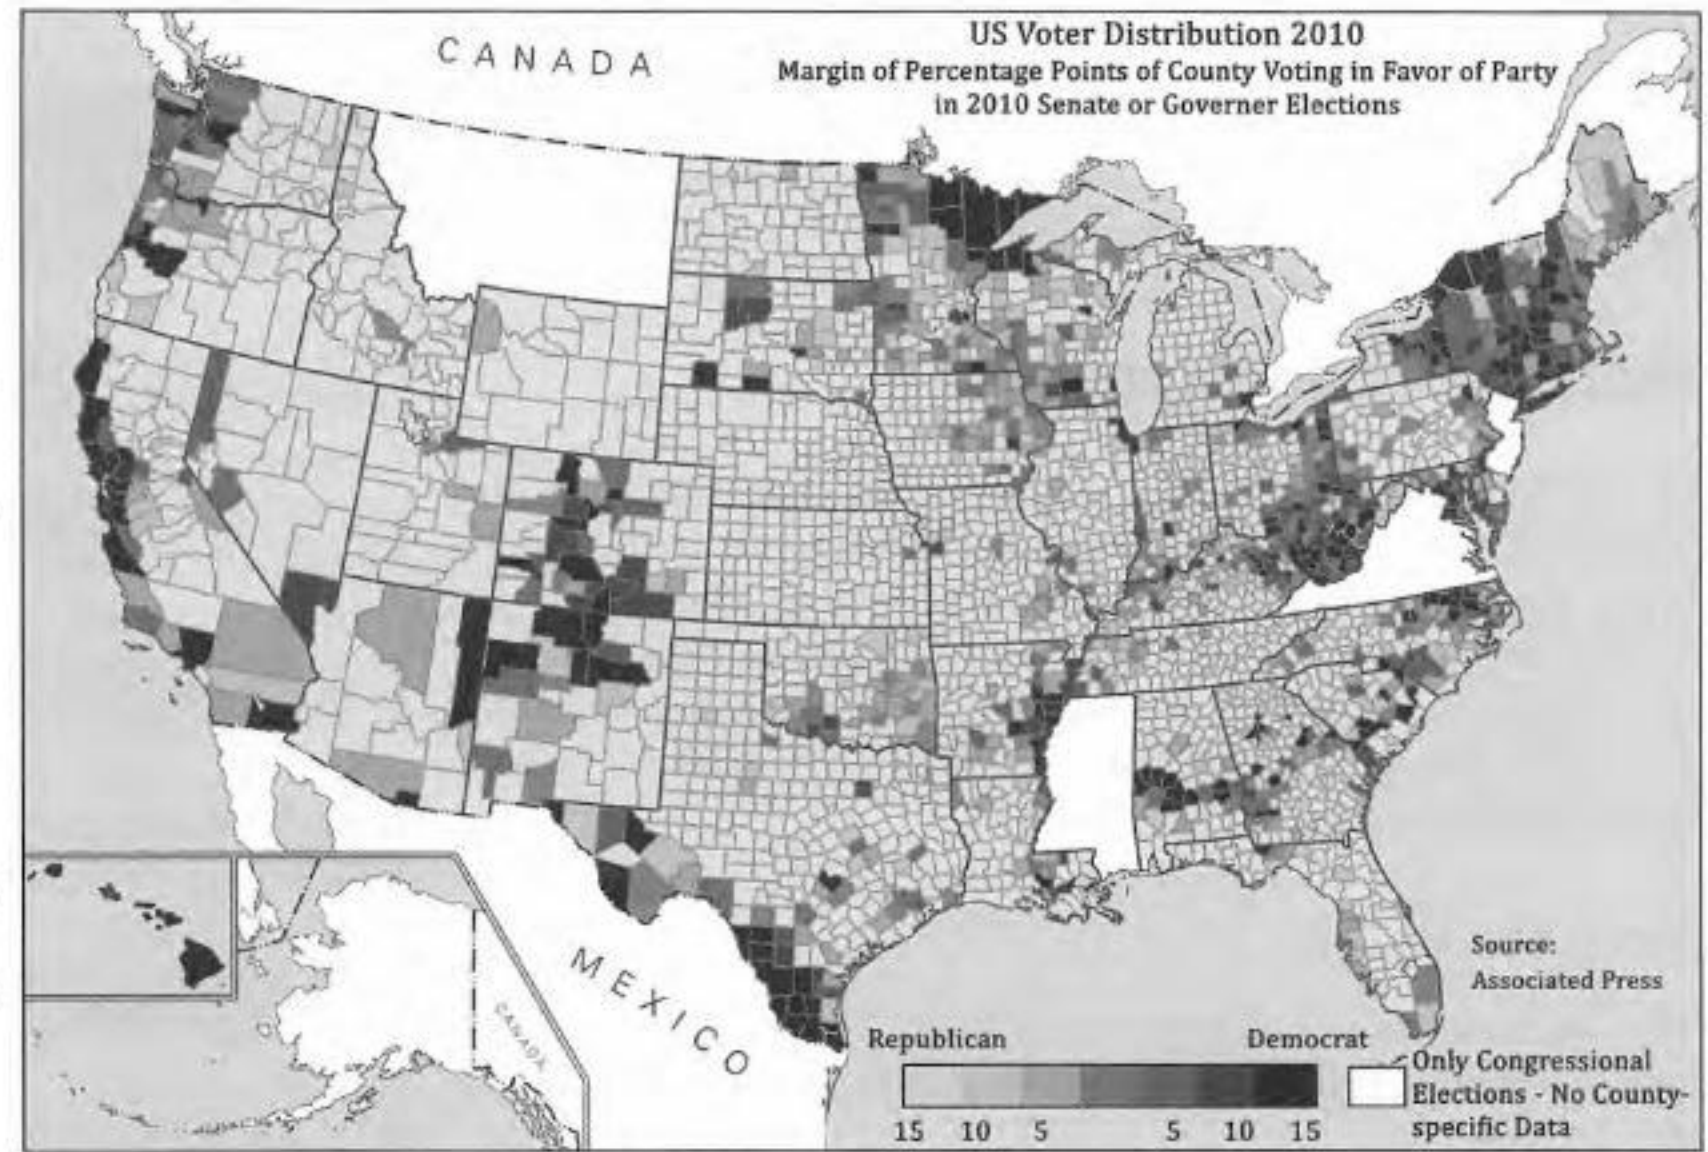 US Voter Distribution 2010
Margin of Percentage Points of County Voting in Favor of Party
in 2010 Senate or Governer Elections
CANADA
MEXICO
CANADA
Source:
Associated Press
Republican
Democrat
15 10 5 5 10 15
Only Congressional
Elections - No County-
specific Data